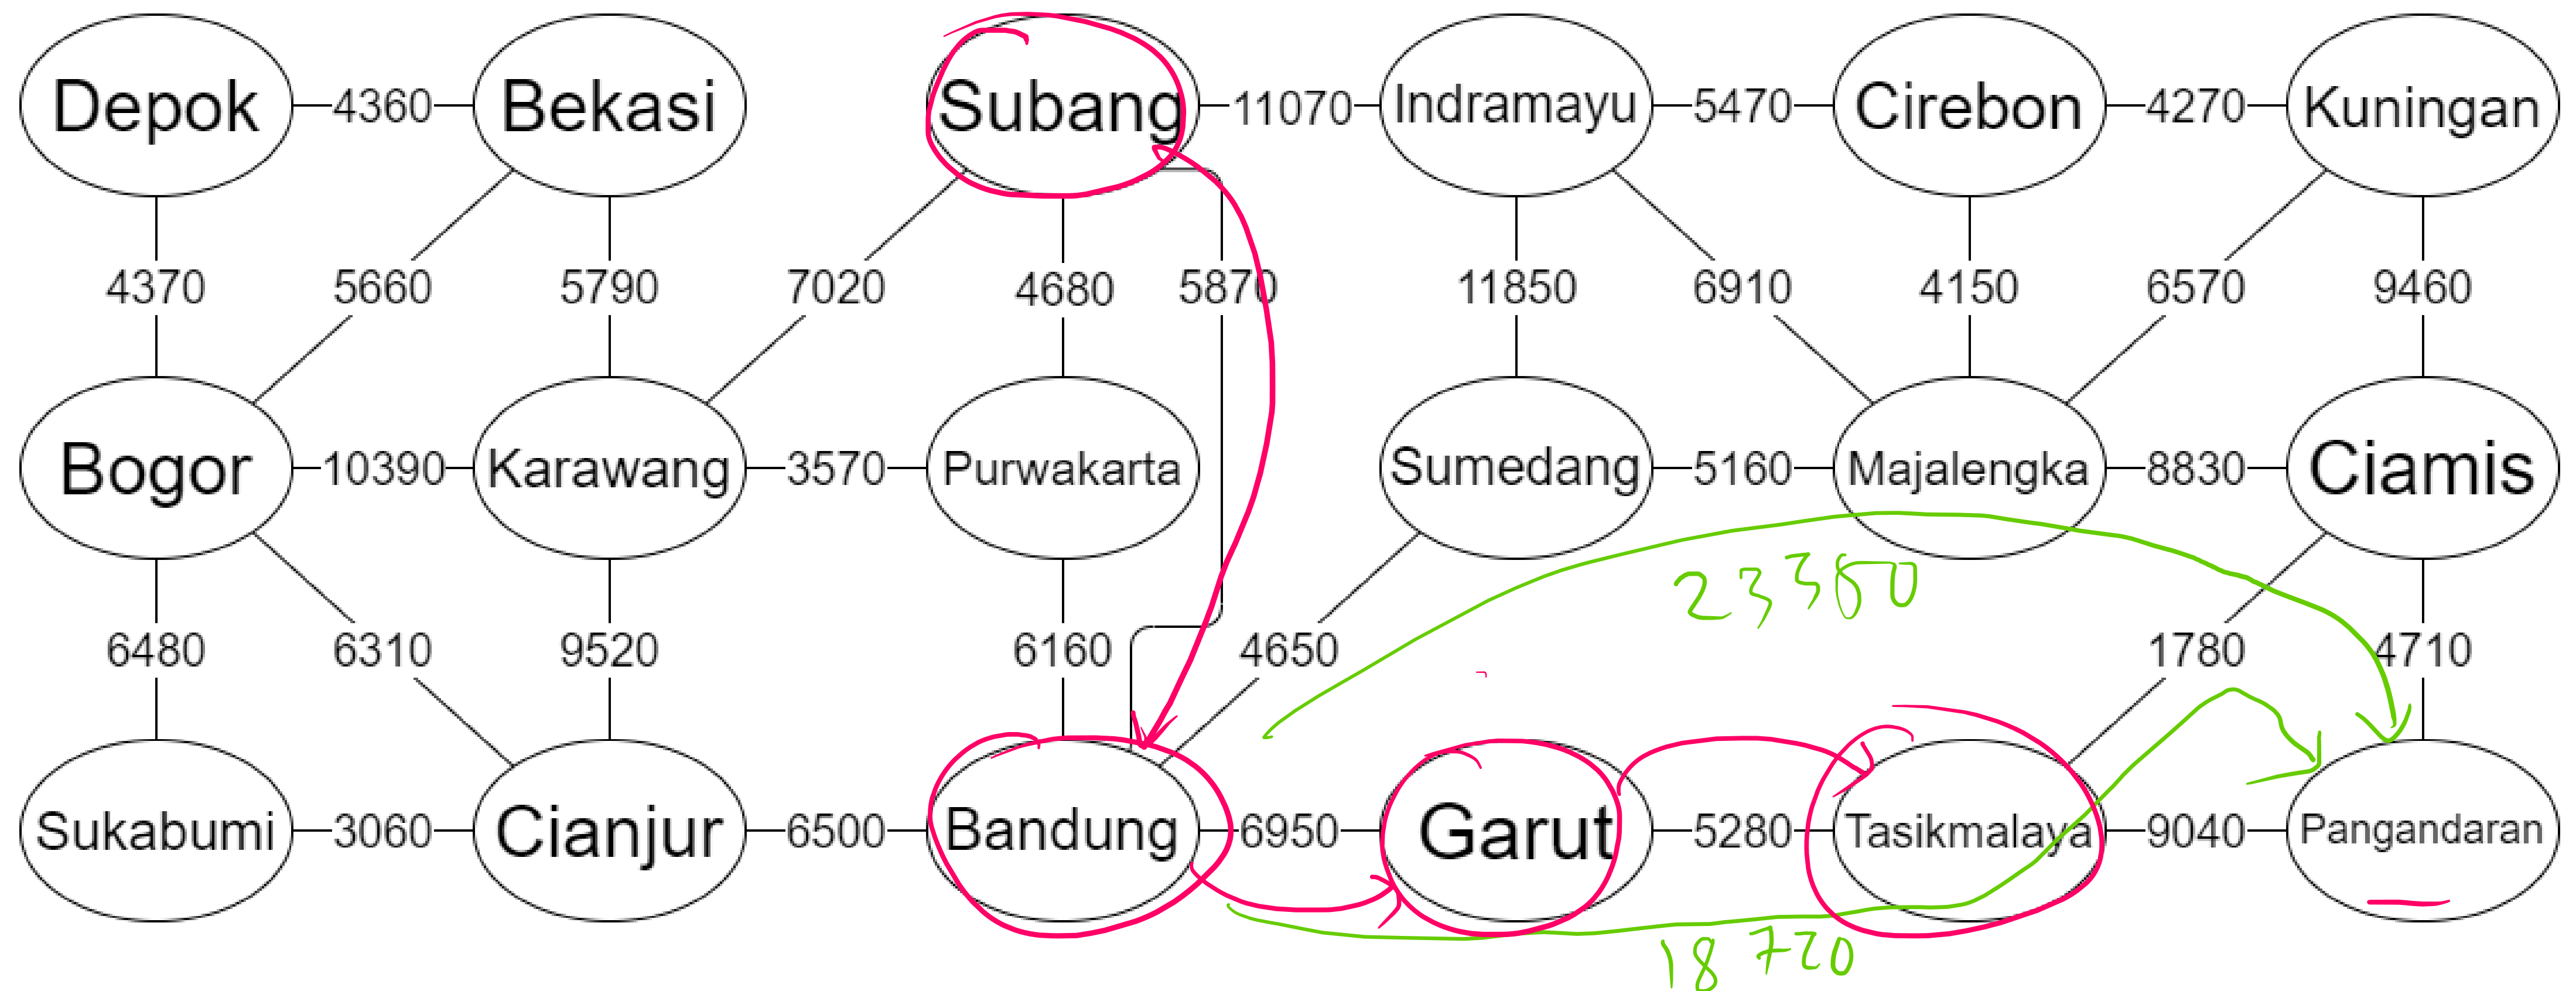 Depok 4360 Bekasi Subang 11070 Indramayu 5470 Cirebon 4270 Kuningan
4370 5660 5790 7020 4680 5870 11850 6910 4150 6570 9460
Bogor 10390 Karawang 3570 Purwakarta Sumedang 5160 Majalengka 8830 Ciamis
23380
6480 6310 9520 6160 4650 1780 4710
Sukabumi 3060 Cianjur 6500 Bandung 6950 Garut 5280 Tasikmalaya 9040 Pangandaran
18720